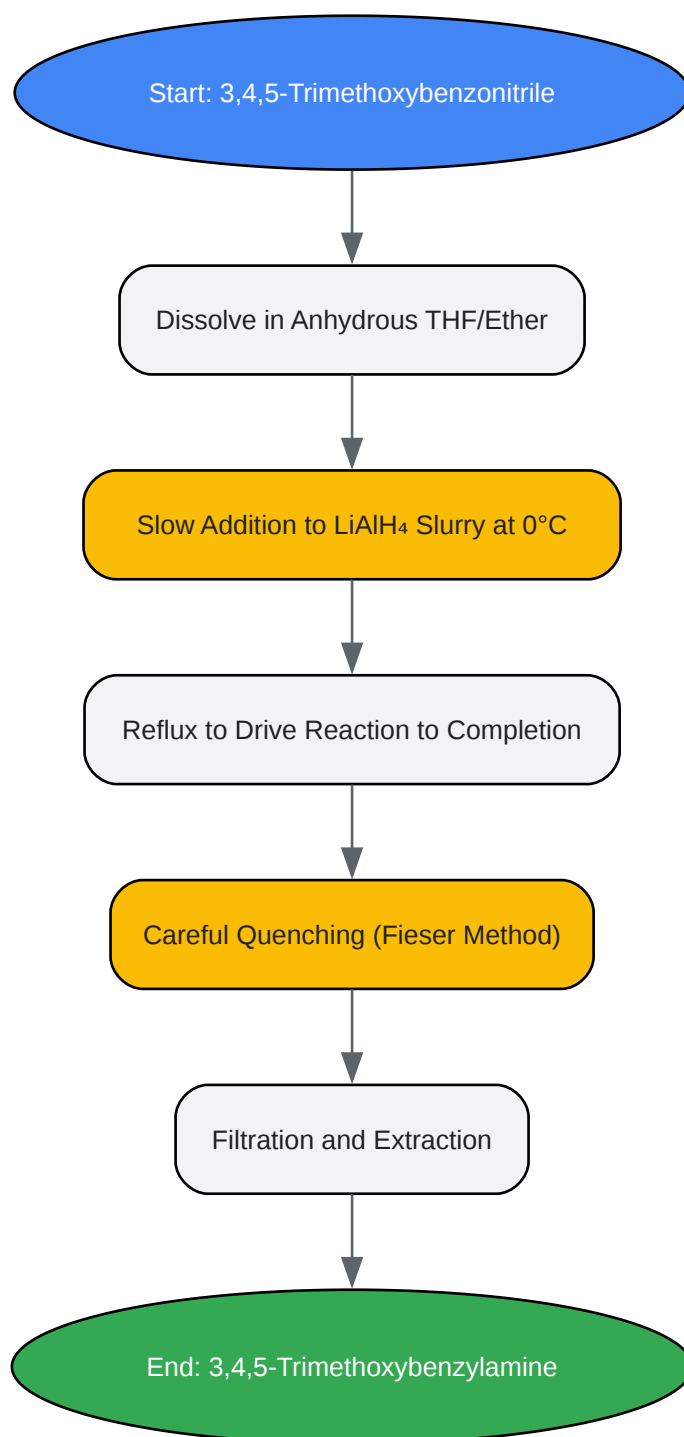 Start: 3,4,5-Trimethoxybenzonitrile
Dissolve in Anhydrous THF/Ether
Slow Addition to LiAlH₄ Slurry at 0°C
Reflux to Drive Reaction to Completion
Careful Quenching (Fieser Method)
Filtration and Extraction
End: 3,4,5-Trimethoxybenzylamine